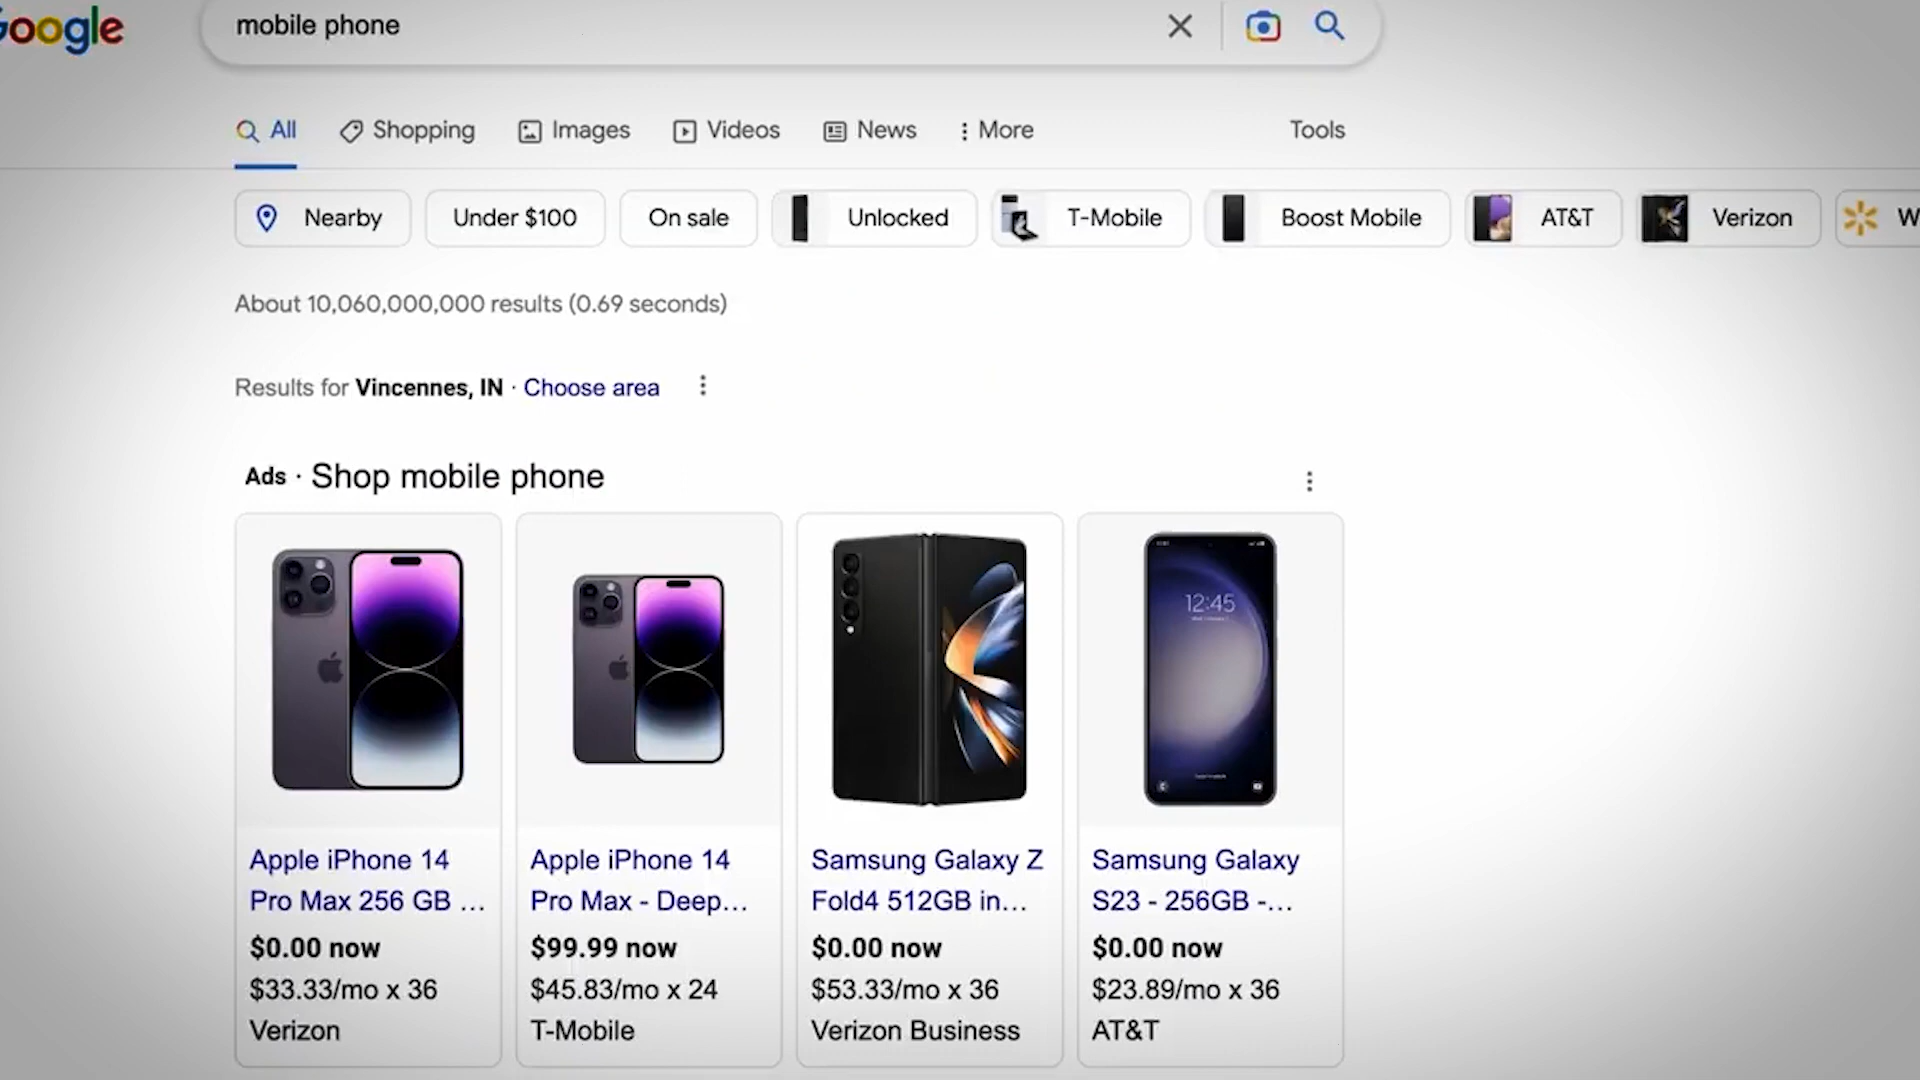 Google
mobile phone
All Shopping Images Videos News More Tools
Nearby Under $100 On sale Unlocked T-Mobile Boost Mobile AT&T Verizon W
About 10,060,000,000 results (0.69 seconds)
Results for Vincennes, IN · Choose area
Ads · Shop mobile phone
12:45
Apple iPhone 14
Pro Max 256 GB ...
$0.00 now
$33.33/mo x 36
Verizon
Apple iPhone 14
Pro Max - Deep...
$99.99 now
$45.83/mo x 24
T-Mobile
Samsung Galaxy Z
Fold4 512GB in...
$0.00 now
$53.33/mo x 36
Verizon Business
Samsung Galaxy
S23 - 256GB -...
$0.00 now
$23.89/mo x 36
AT&T